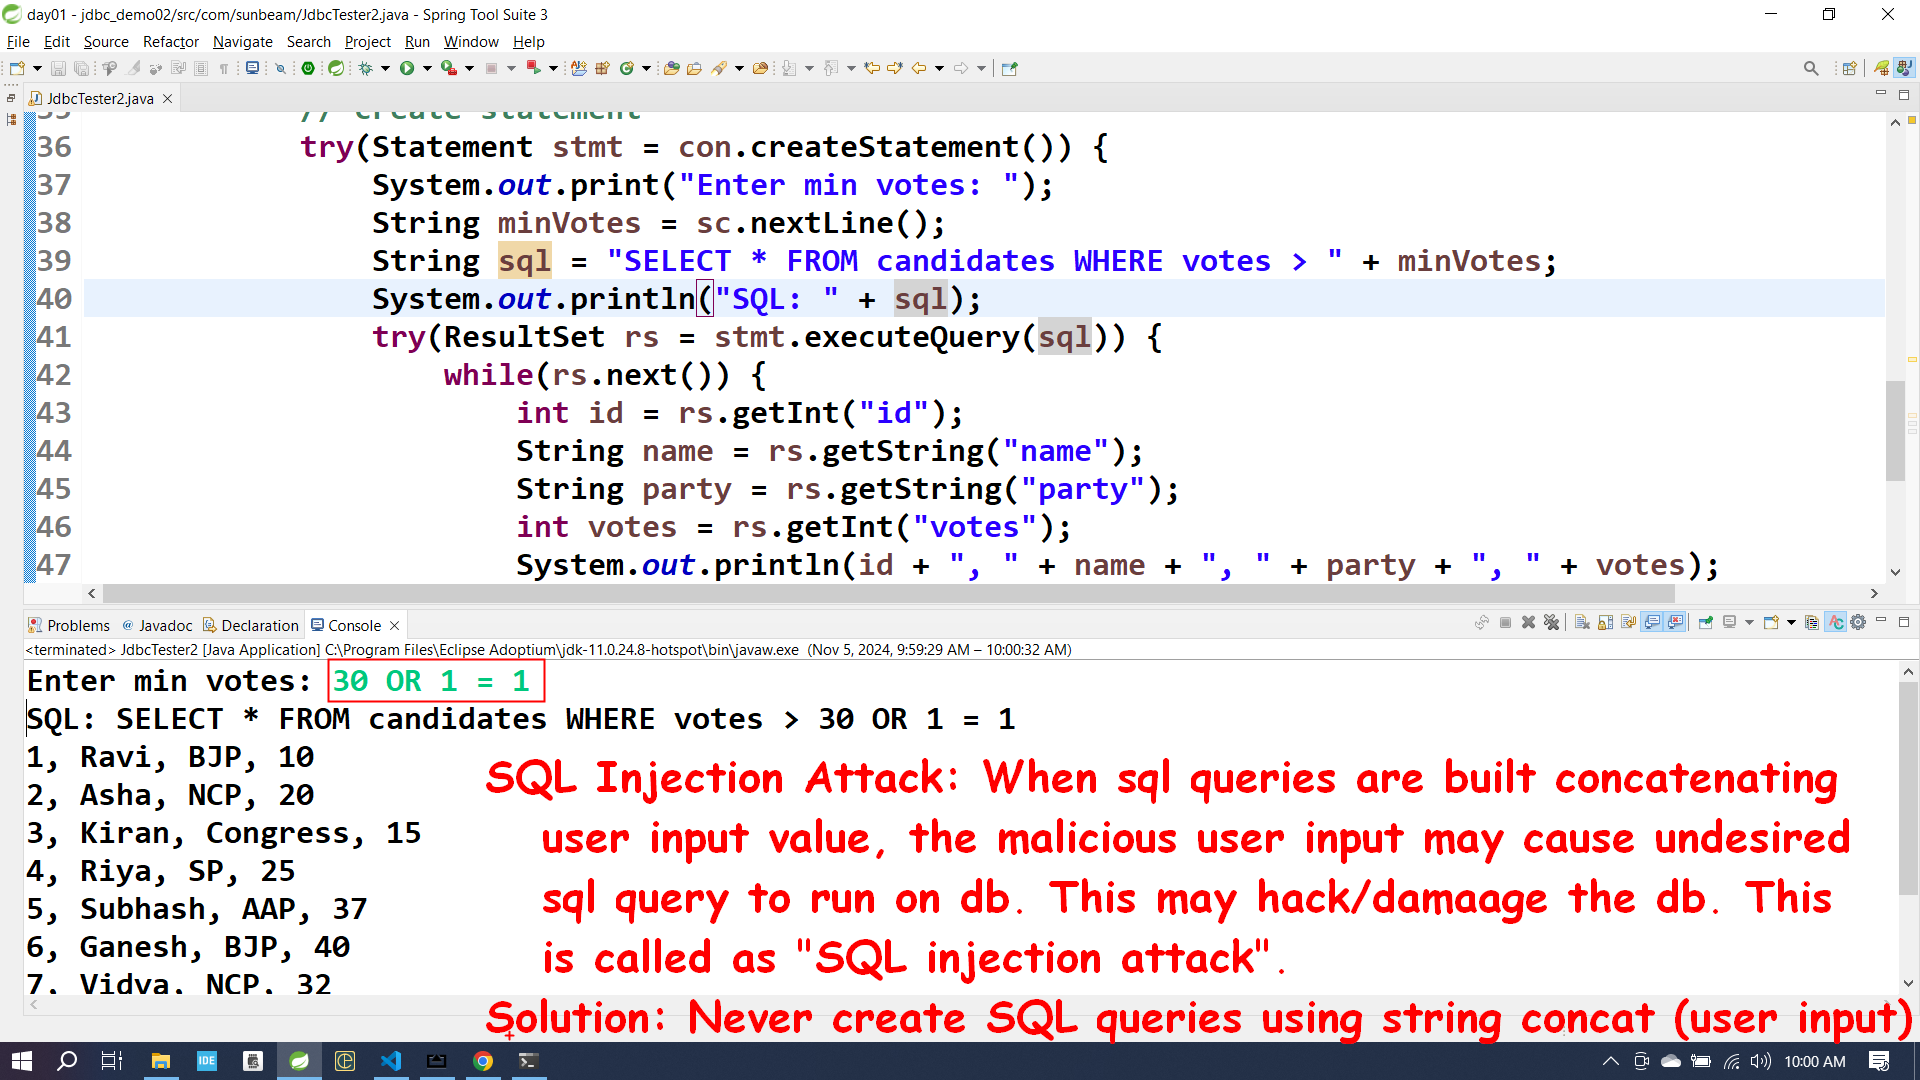 day01 - jdbc_demo02/src/com/sunbeam/JdbcTester2.java - Spring Tool Suite 3
File Edit Source Refactor Navigate Search Project Run Window Help
JdbcTester2.java
35 // create statement
36 try(Statement stmt = con.createStatement()) {
37 System.out.print("Enter min votes: ");
38 String minVotes = sc.nextLine();
39 String sql = "SELECT * FROM candidates WHERE votes > " + minVotes;
40 System.out.println("SQL: " + sql);
41 try(ResultSet rs = stmt.executeQuery(sql)) {
42 while(rs.next()) {
43 int id = rs.getInt("id");
44 String name = rs.getString("name");
45 String party = rs.getString("party");
46 int votes = rs.getInt("votes");
47 System.out.println(id + ", " + name + ", " + party + ", " + votes);
Problems @ Javadoc Declaration Console
<terminated> JdbcTester2 [Java Application] C:\Program Files\Eclipse Adoptium\jdk-11.0.24.8-hotspot\bin\javaw.exe (Nov 5, 2024, 9:59:29 AM – 10:00:32 AM)
Enter min votes: 30 OR 1 = 1
SQL: SELECT * FROM candidates WHERE votes > 30 OR 1 = 1
1, Ravi, BJP, 10
2, Asha, NCP, 20
3, Kiran, Congress, 15
4, Riya, SP, 25
5, Subhash, AAP, 37
6, Ganesh, BJP, 40
7, Vidya, NCP, 32
SQL Injection Attack: When sql queries are built concatenating
user input value, the malicious user input may cause undesired
sql query to run on db. This may hack/damaage the db. This
is called as "SQL injection attack".
Solution: Never create SQL queries using string concat (user input)
IDE
10:00 AM